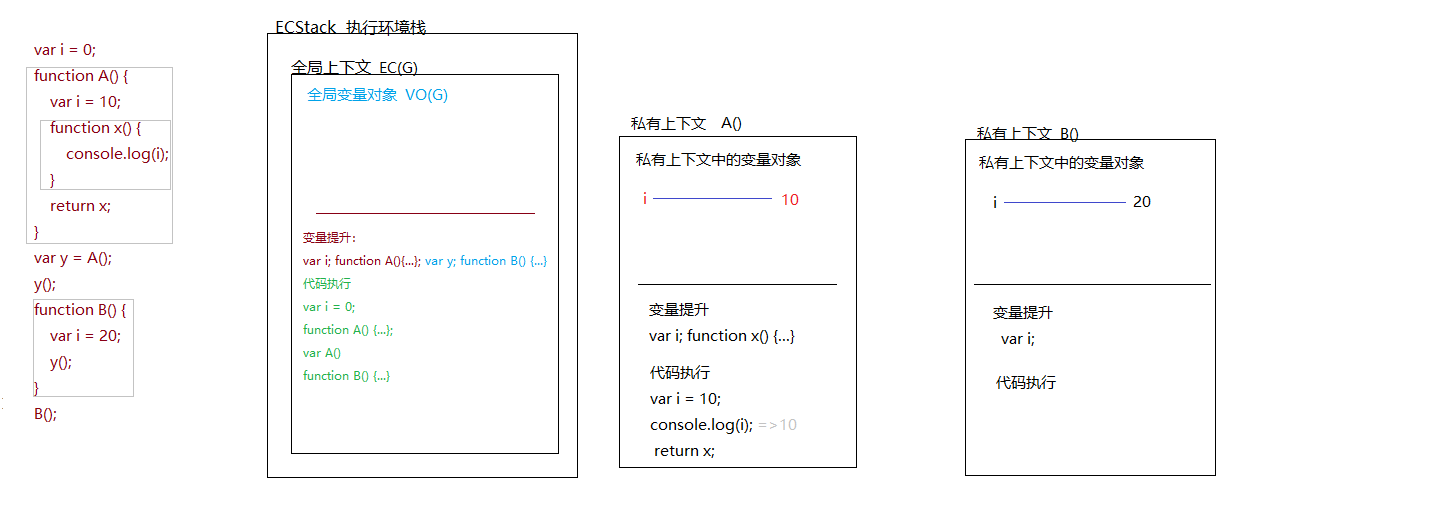 var i = 0;
function A() {
var i = 10;
function x() {
console.log(i);
}
return x;
}
var y = A();
y();
function B() {
var i = 20;
y();
}
B();
ECStack 执行环境栈
全局上下文 EC(G)
全局变量对象 VO(G)
变量提升：
var i; function A(){...}; var y; function B() {...}
代码执行
var i = 0;
function A() {...};
var A()
function B() {...}
私有上下文 A()
私有上下文中的变量对象
i 10
变量提升
var i; function x() {...}
代码执行
var i = 10;
console.log(i); =>10
return x;
私有上下文 B()
私有上下文中的变量对象
i 20
变量提升
var i;
代码执行